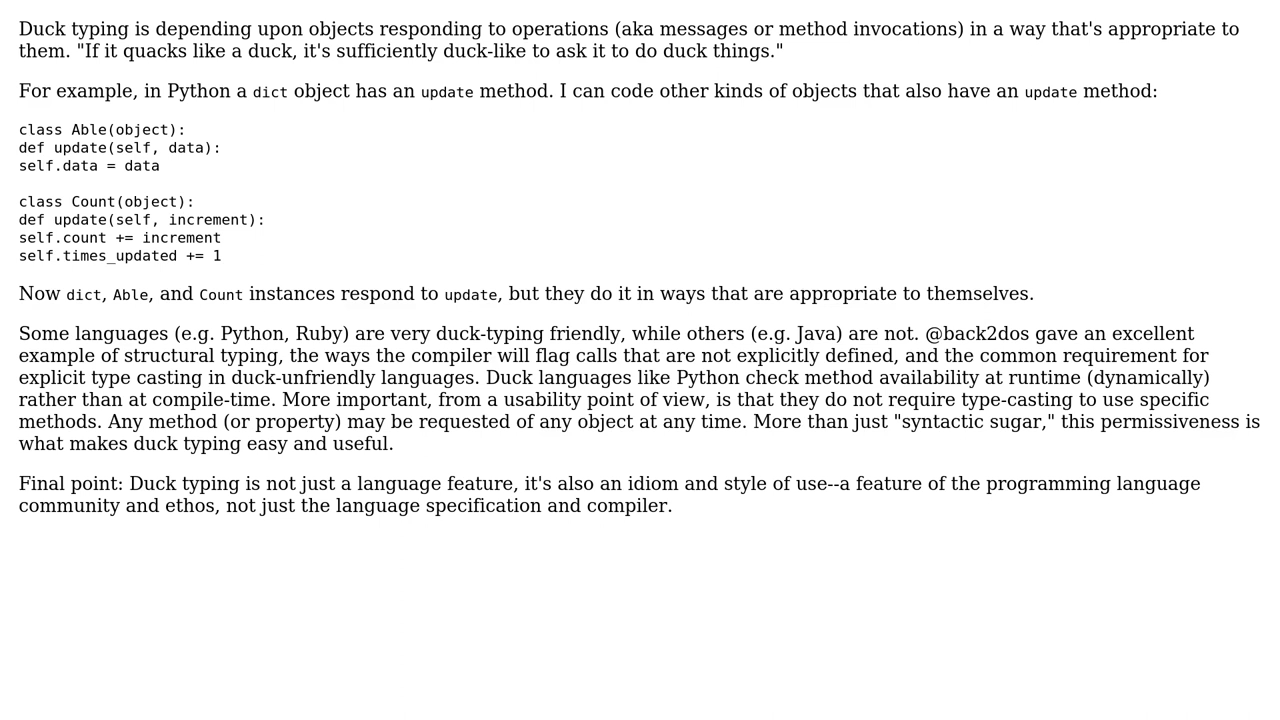 Duck typing is depending upon objects responding to operations (aka messages or method invocations) in a way that's appropriate to
them. "If it quacks like a duck, it's sufficiently duck-like to ask it to do duck things."
For example, in Python a dict object has an update method. I can code other kinds of objects that also have an update method:
class Able(object):
def update(self, data):
self.data = data
class Count(object):
def update(self, increment):
self.count += increment
self.times_updated += 1
Now dict, Able, and Count instances respond to update, but they do it in ways that are appropriate to themselves.
Some languages (e.g. Python, Ruby) are very duck-typing friendly, while others (e.g. Java) are not. @back2dos gave an excellent
example of structural typing, the ways the compiler will flag calls that are not explicitly defined, and the common requirement for
explicit type casting in duck-unfriendly languages. Duck languages like Python check method availability at runtime (dynamically)
rather than at compile-time. More important, from a usability point of view, is that they do not require type-casting to use specific
methods. Any method (or property) may be requested of any object at any time. More than just "syntactic sugar," this permissiveness is
what makes duck typing easy and useful.
Final point: Duck typing is not just a language feature, it's also an idiom and style of use--a feature of the programming language
community and ethos, not just the language specification and compiler.